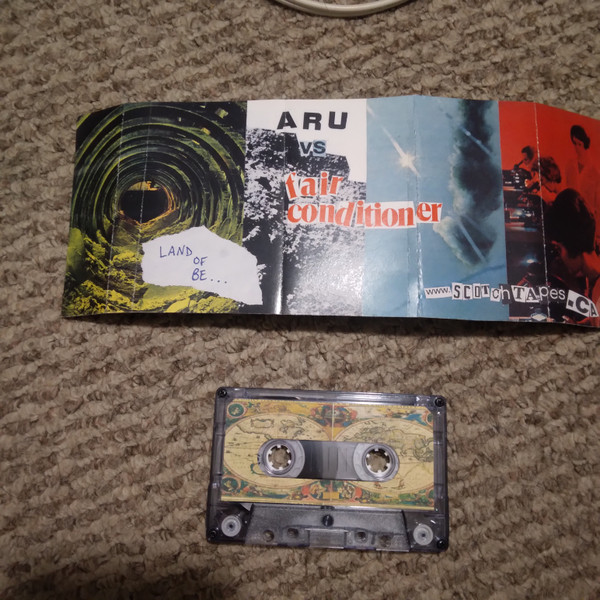 ARU
vs
fair
conditioner
LAND
OF
BE...
www.SCOTCHTAPES.CA